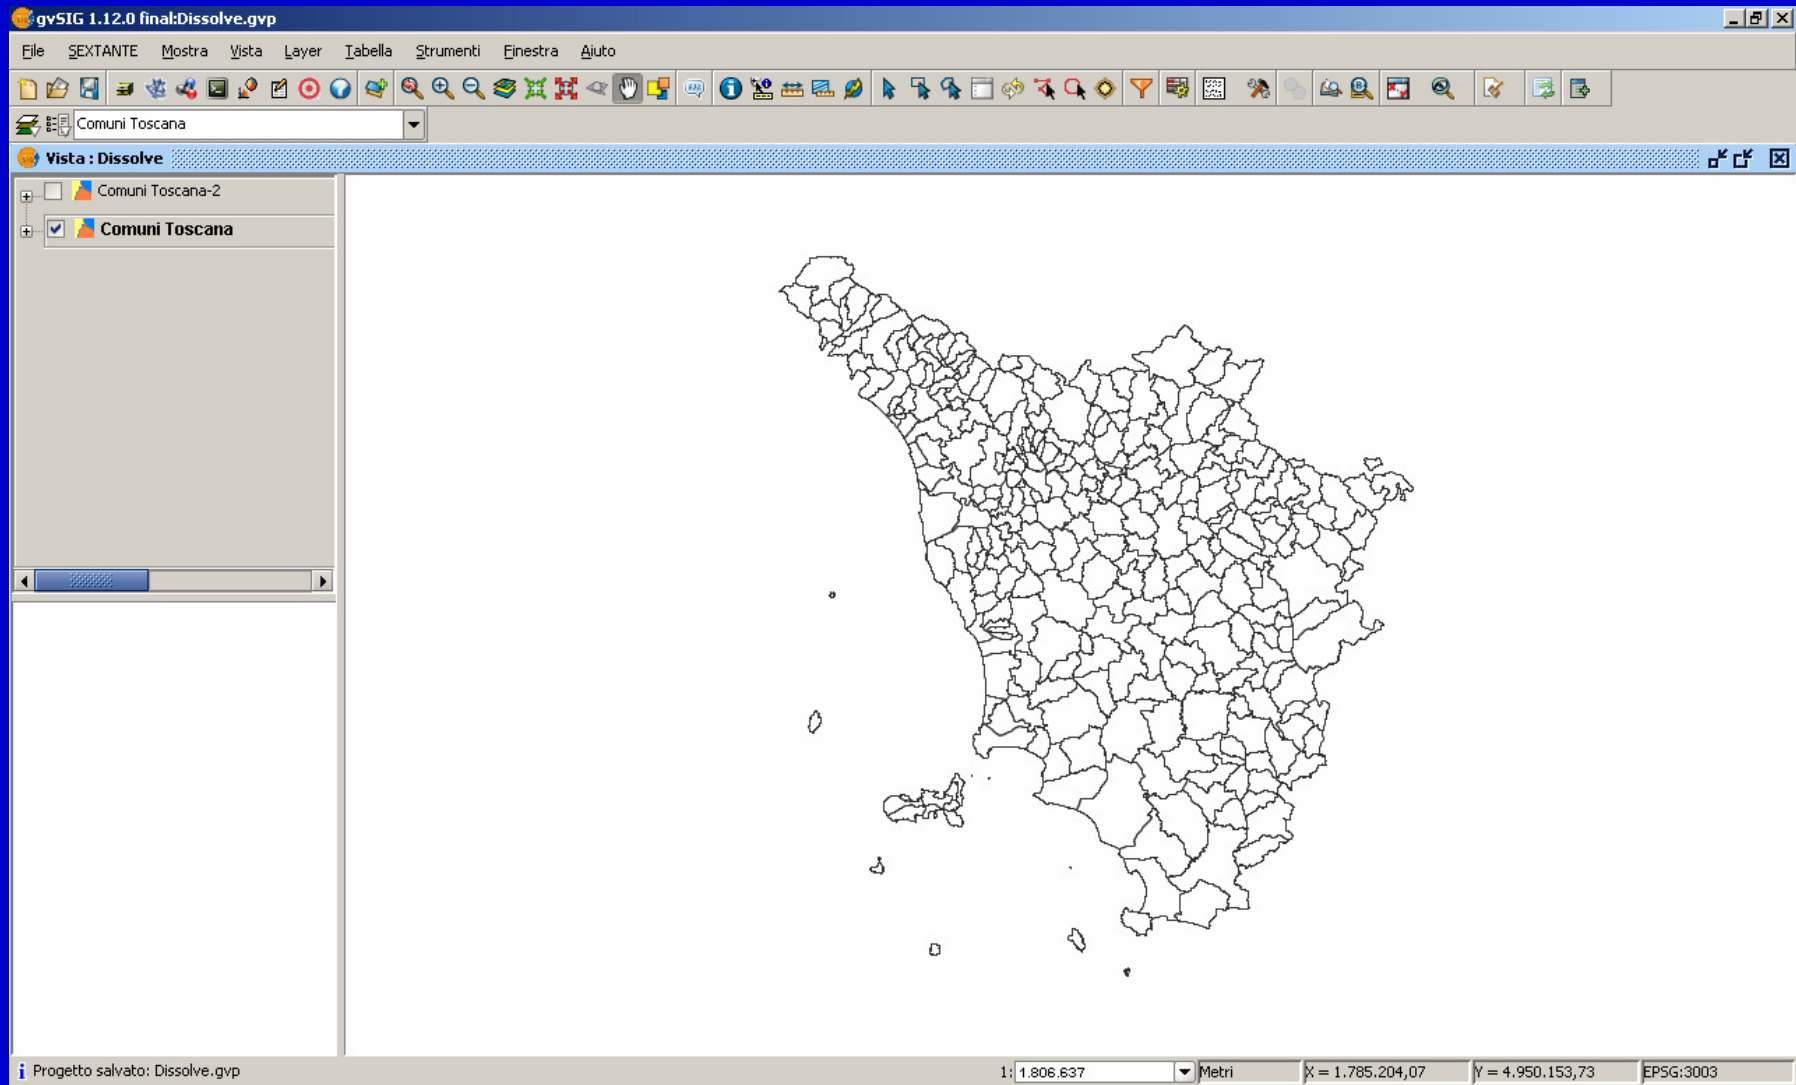 gvSIG 1.12.0 final:Dissolve.gvp
File SEXTANTE Mostra Vista Layer Tabella Strumenti Finestra Aiuto
Comuni Toscana
Vista : Dissolve
Comuni Toscana-2
Comuni Toscana
Progetto salvato: Dissolve.gvp 1: 1.806.637 Metri X = 1.785.204,07 Y = 4.950.153,73 EPSG:3003